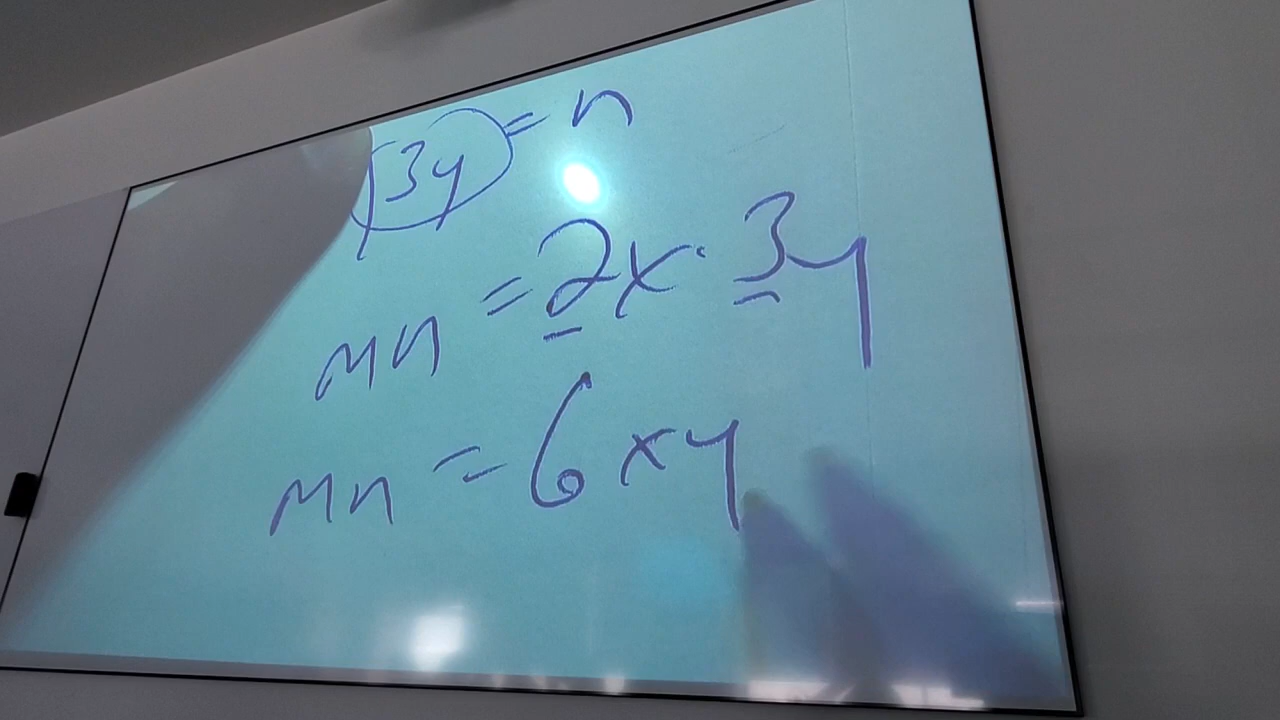 (3y) = n
mn = 2x · 3y
mn = 6xy